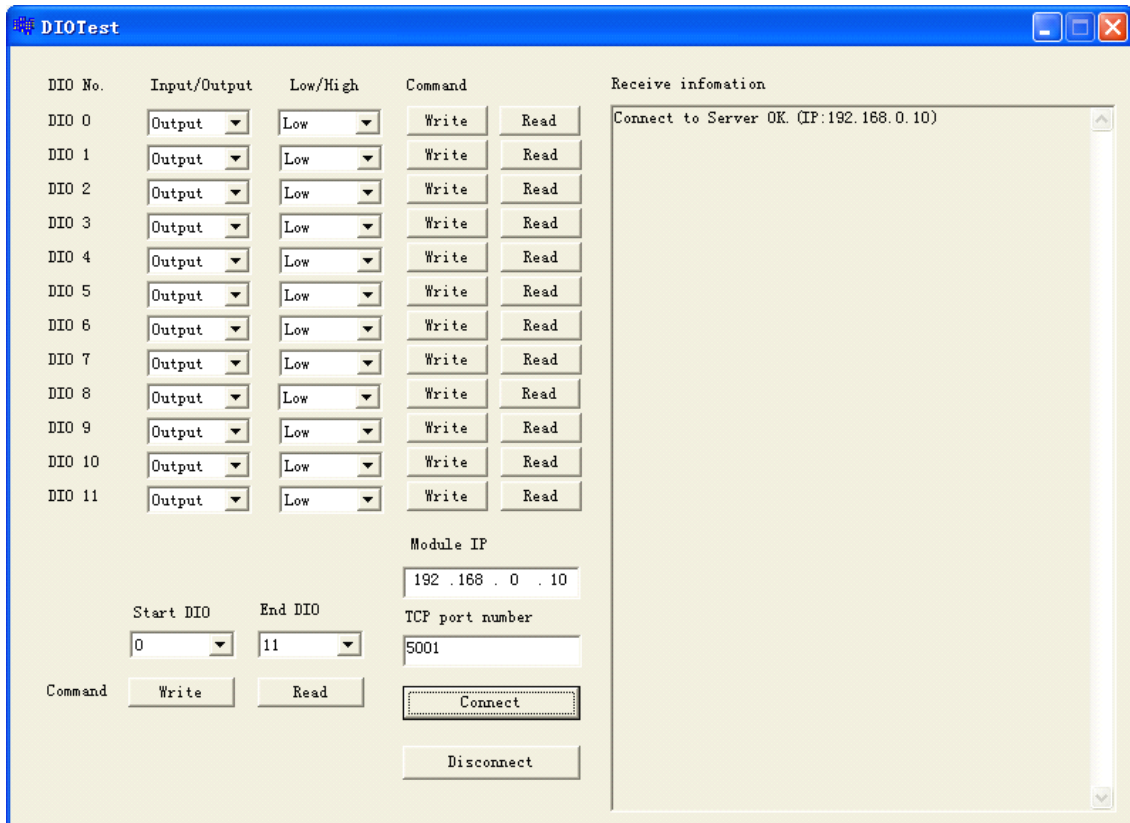 DIOTest
DIO No. Input/Output Low/High Command Receive infomation
DIO 0 Output Low Write Read Connect to Server OK. (IP:192.168.0.10)
DIO 1 Output Low Write Read
DIO 2 Output Low Write Read
DIO 3 Output Low Write Read
DIO 4 Output Low Write Read
DIO 5 Output Low Write Read
DIO 6 Output Low Write Read
DIO 7 Output Low Write Read
DIO 8 Output Low Write Read
DIO 9 Output Low Write Read
DIO 10 Output Low Write Read
DIO 11 Output Low Write Read
Module IP
192 .168 . 0 . 10
Start DIO End DIO TCP port number
0 11 5001
Command Write Read Connect
Disconnect